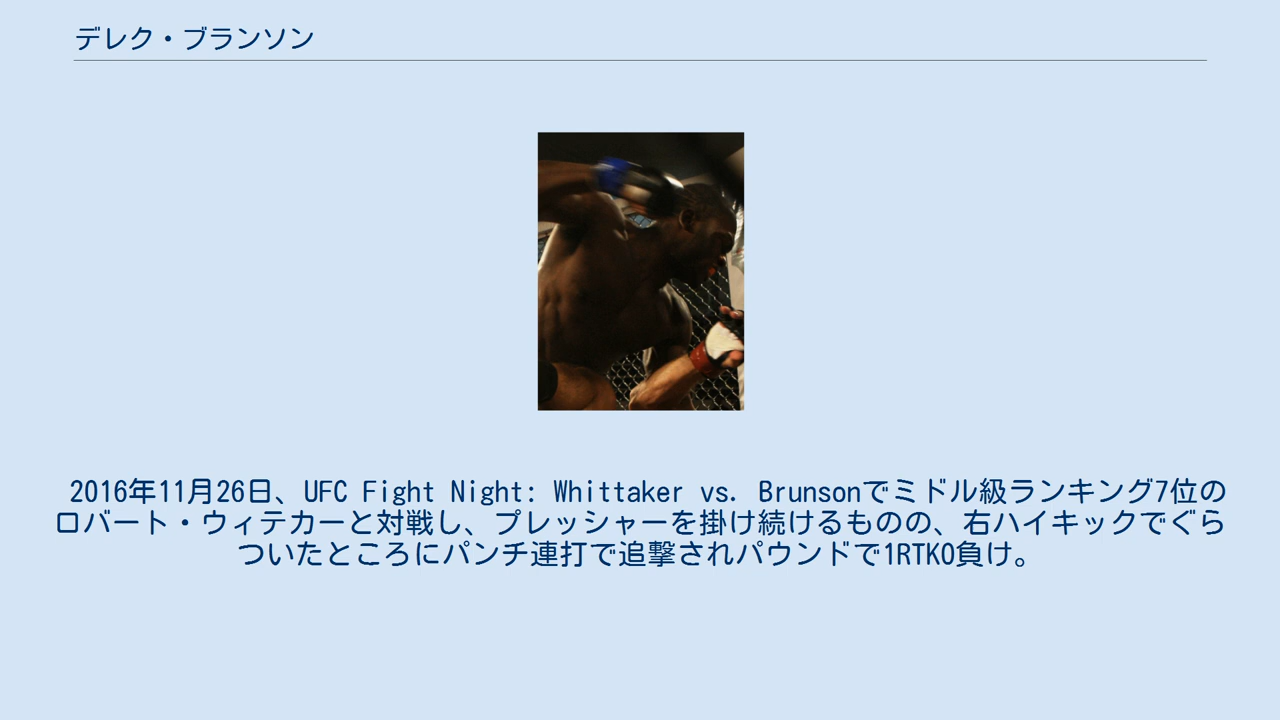 デレク・ブランソン
2016年11月26日、UFC Fight Night: Whittaker vs. Brunsonでミドル級ランキング7位の
ロバート・ウィテカーと対戦し、プレッシャーを掛け続けるものの、右ハイキックでぐら
ついたところにパンチ連打で追撃されパウンドで1RTKO負け。